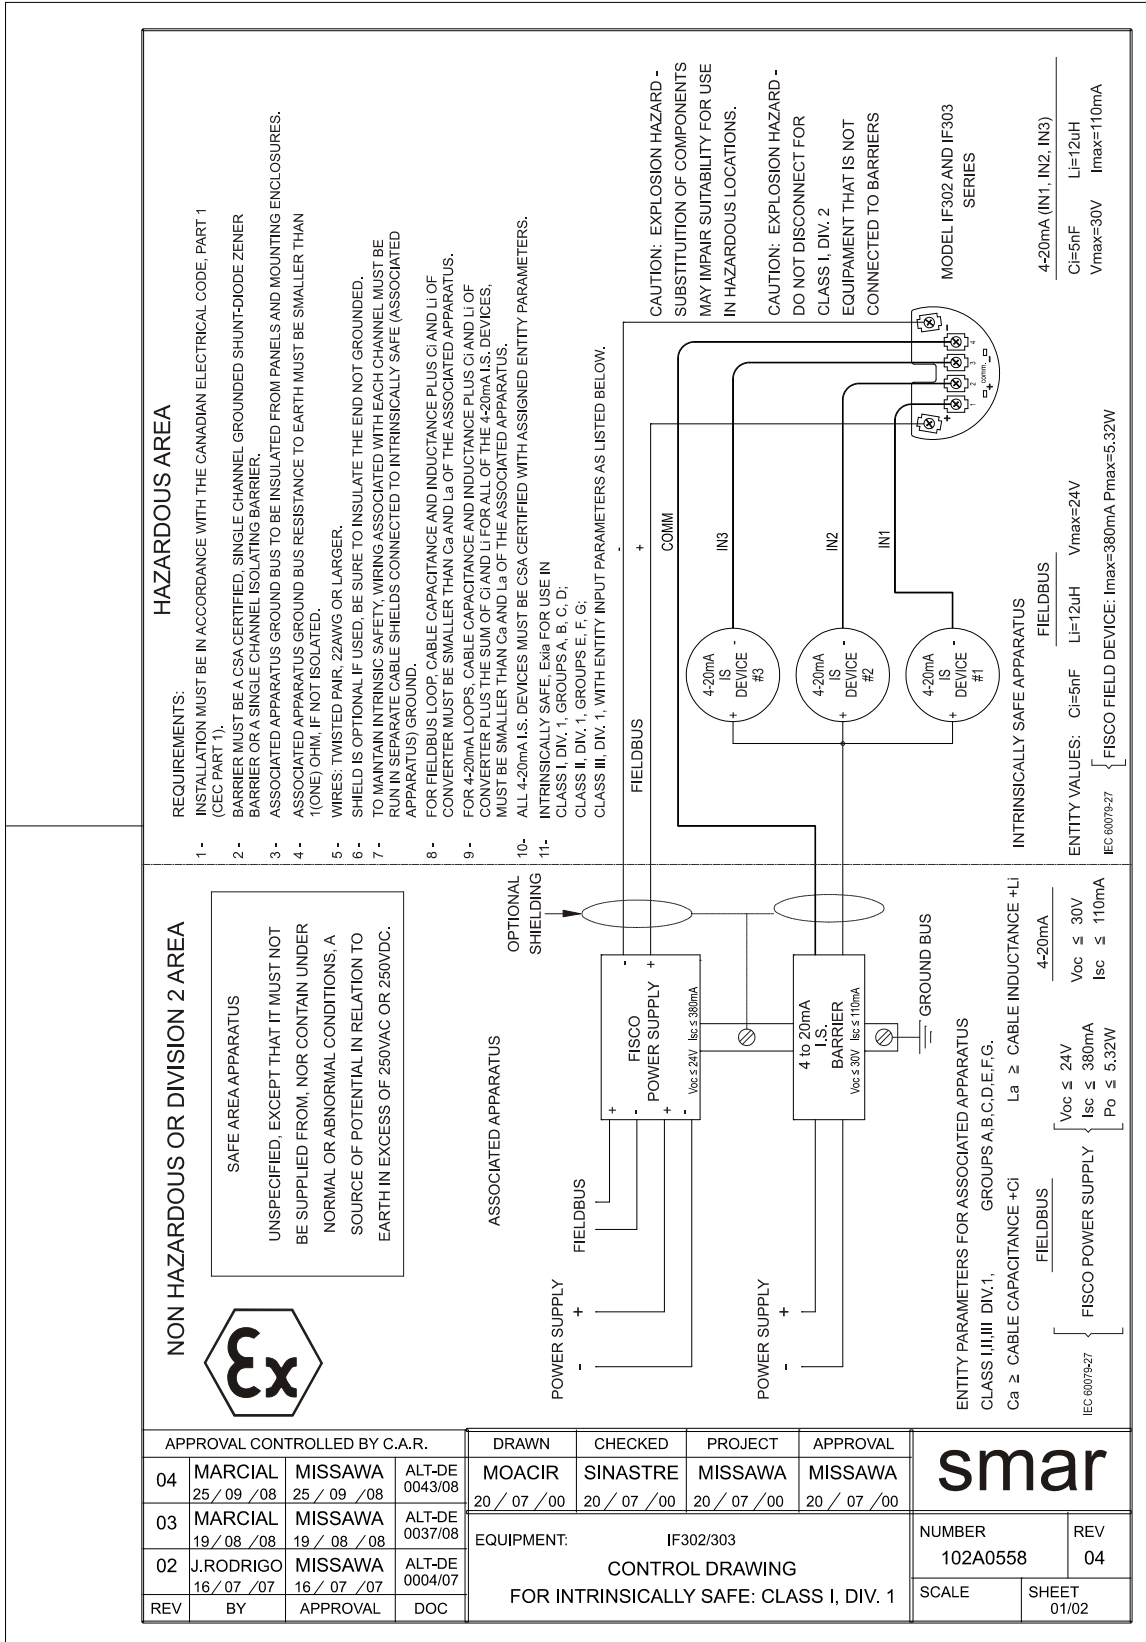 NON HAZARDOUS OR DIVISION 2 AREA
SAFE AREA APPARATUS
UNSPECIFIED, EXCEPT THAT IT MUST NOT
BE SUPPLIED FROM, NOR CONTAIN UNDER
NORMAL OR ABNORMAL CONDITIONS, A
SOURCE OF POTENTIAL IN RELATION TO
EARTH IN EXCESS OF 250VAC OR 250VDC.
Ex
HAZARDOUS AREA
REQUIREMENTS:
1 - INSTALLATION MUST BE IN ACCORDANCE WITH THE CANADIAN ELECTRICAL CODE, PART 1
(CEC PART 1).
2 - BARRIER MUST BE A CSA CERTIFIED, SINGLE CHANNEL GROUNDED SHUNT-DIODE ZENER
BARRIER OR A SINGLE CHANNEL ISOLATING BARRIER.
3 - ASSOCIATED APPARATUS GROUND BUS TO BE INSULATED FROM PANELS AND MOUNTING ENCLOSURES.
4 - ASSOCIATED APPARATUS GROUND BUS RESISTANCE TO EARTH MUST BE SMALLER THAN
1(ONE) OHM, IF NOT ISOLATED.
5 - WIRES: TWISTED PAIR, 22AWG OR LARGER.
6 - SHIELD IS OPTIONAL IF USED, BE SURE TO INSULATE THE END NOT GROUNDED.
7 - TO MAINTAIN INTRINSIC SAFETY, WIRING ASSOCIATED WITH EACH CHANNEL MUST BE
RUN IN SEPARATE CABLE SHIELDS CONNECTED TO INTRINSICALLY SAFE (ASSOCIATED
APPARATUS) GROUND.
8 - FOR FIELDBUS LOOP, CABLE CAPACITANCE AND INDUCTANCE PLUS Ci AND Li OF
CONVERTER MUST BE SMALLER THAN Ca AND La OF THE ASSOCIATED APPARATUS.
9 - FOR 4-20mA LOOPS, CABLE CAPACITANCE AND INDUCTANCE PLUS Ci AND Li OF
CONVERTER PLUS THE SUM OF Ci AND Li FOR ALL OF THE 4-20mA I.S. DEVICES,
MUST BE SMALLER THAN Ca AND La OF THE ASSOCIATED APPARATUS.
10- ALL 4-20mA I.S. DEVICES MUST BE CSA CERTIFIED WITH ASSIGNED ENTITY PARAMETERS.
11- INTRINSICALLY SAFE, Exia FOR USE IN
CLASS I, DIV. 1, GROUPS A, B, C, D;
CLASS II, DIV. 1, GROUPS E, F, G;
CLASS III, DIV. 1, WITH ENTITY INPUT PARAMETERS AS LISTED BELOW.
OPTIONAL
SHIELDING
ASSOCIATED APPARATUS
FIELDBUS
POWER SUPPLY
- +
+ - + -
FISCO
POWER SUPPLY
Voc ≤ 24V Isc ≤ 380mA
- +
POWER SUPPLY
- +
4 to 20mA
I.S.
BARRIER
Voc ≤ 30V Isc ≤ 110mA
GROUND BUS
FIELDBUS
-
+
COMM
IN3
IN2
IN1
4-20mA
IS
DEVICE
#3
+ -
4-20mA
IS
DEVICE
#2
+ -
4-20mA
IS
DEVICE
#1
+ -
+ 1 2 3 4 -
+ comm. -
CAUTION: EXPLOSION HAZARD -
SUBSTITUITION OF COMPONENTS
MAY IMPAIR SUITABILITY FOR USE
IN HAZARDOUS LOCATIONS.
CAUTION: EXPLOSION HAZARD -
DO NOT DISCONNECT FOR
CLASS I, DIV. 2
EQUIPAMENT THAT IS NOT
CONNECTED TO BARRIERS
MODEL IF302 AND IF303
SERIES
ENTITY PARAMETERS FOR ASSOCIATED APPARATUS
CLASS I,II,III DIV.1, GROUPS A,B,C,D,E,F,G.
Ca ≥ CABLE CAPACITANCE +Ci La ≥ CABLE INDUCTANCE +Li
FIELDBUS
IEC 60079-27 FISCO POWER SUPPLY
Voc ≤ 24V
Isc ≤ 380mA
Po ≤ 5.32W
4-20mA
Voc ≤ 30V
Isc ≤ 110mA
INTRINSICALLY SAFE APPARATUS
FIELDBUS
ENTITY VALUES: Ci=5nF Li=12uH Vmax=24V
IEC 60079-27 FISCO FIELD DEVICE: Imax=380mA Pmax=5.32W
4-20mA (IN1, IN2, IN3)
Ci=5nF Li=12uH
Vmax=30V Imax=110mA
APPROVAL CONTROLLED BY C.A.R.
04 MARCIAL MISSAWA ALT-DE
25 / 09 / 08 25 / 09 / 08 0043/08
03 MARCIAL MISSAWA ALT-DE
19 / 08 / 08 19 / 08 / 08 0037/08
02 J.RODRIGO MISSAWA ALT-DE
16 / 07 / 07 16 / 07 / 07 0004/07
REV BY APPROVAL DOC
DRAWN CHECKED PROJECT APPROVAL
MOACIR SINASTRE MISSAWA MISSAWA
20 / 07 / 00 20 / 07 / 00 20 / 07 / 00 20 / 07 / 00
EQUIPMENT: IF302/303
CONTROL DRAWING
FOR INTRINSICALLY SAFE: CLASS I, DIV. 1
smar
NUMBER REV
102A0558 04
SCALE SHEET
01/02